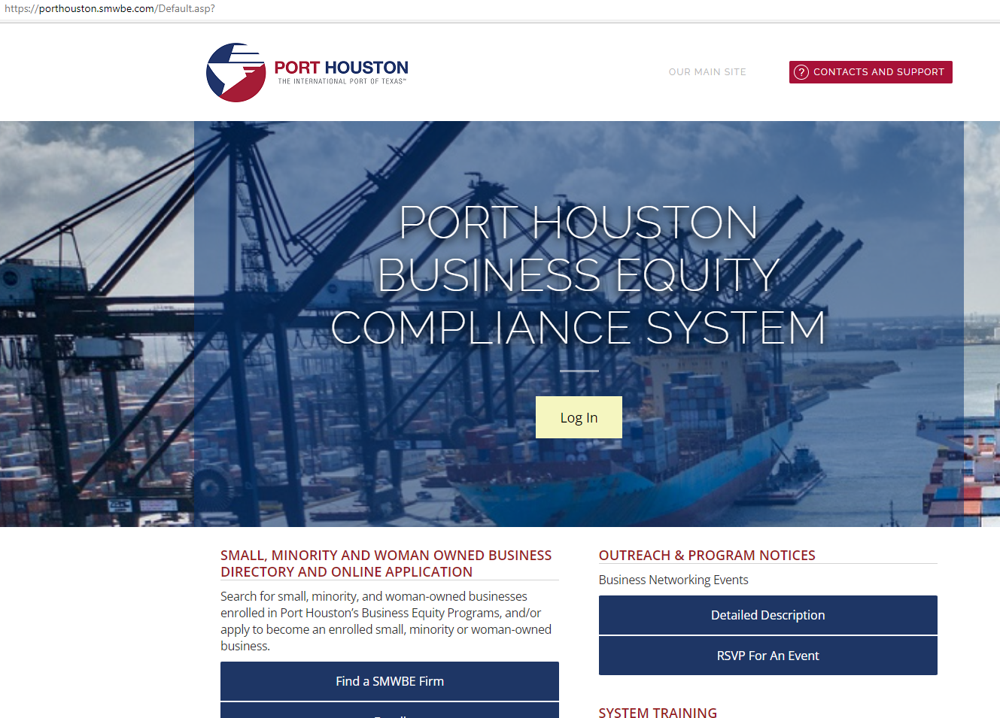 https://porthouston.smwbe.com/Default.asp?
PORT HOUSTON
THE INTERNATIONAL PORT OF TEXAS™
OUR MAIN SITE
? CONTACTS AND SUPPORT
PORT HOUSTON
BUSINESS EQUITY
COMPLIANCE SYSTEM
Log In
SMALL, MINORITY AND WOMAN OWNED BUSINESS
DIRECTORY AND ONLINE APPLICATION
Search for small, minority, and woman-owned businesses
enrolled in Port Houston’s Business Equity Programs, and/or
apply to become an enrolled small, minority or woman-owned
business.
Find a SMWBE Firm
OUTREACH & PROGRAM NOTICES
Business Networking Events
Detailed Description
RSVP For An Event
SYSTEM TRAINING